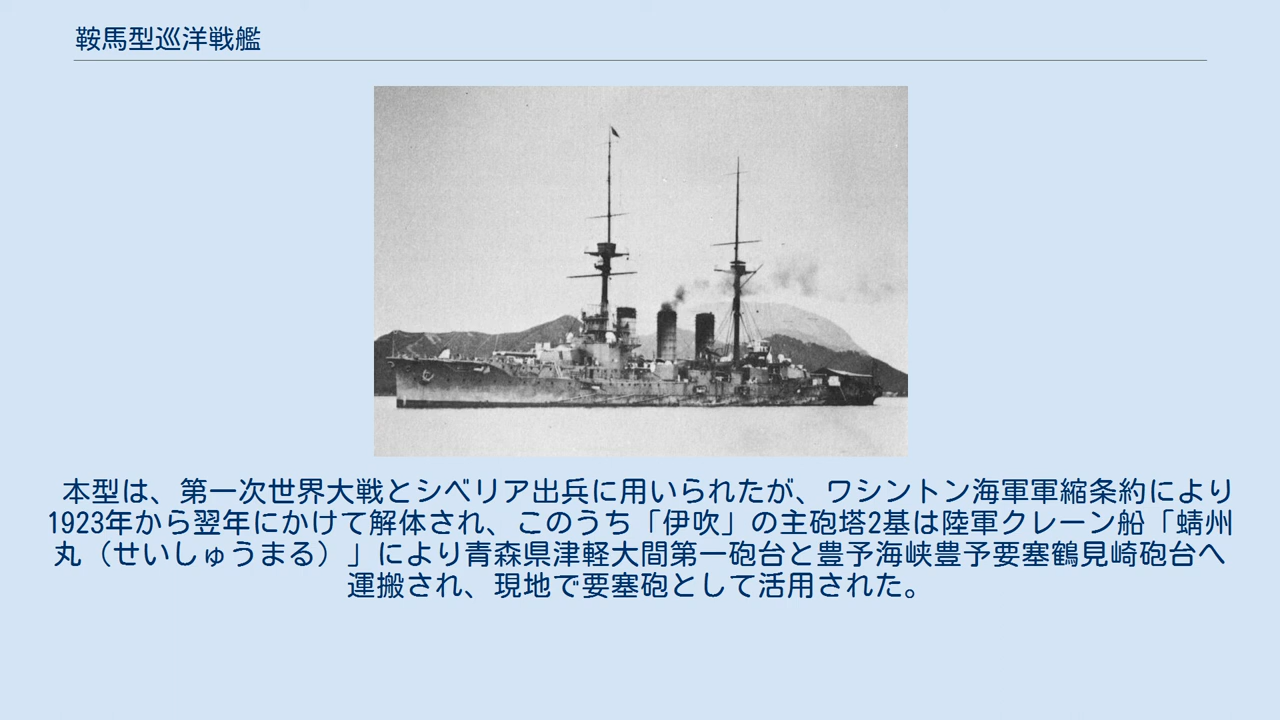 鞍馬型巡洋戦艦
本型は、第一次世界大戦とシベリア出兵に用いられたが、ワシントン海軍軍縮条約により
1923年から翌年にかけて解体され、このうち「伊吹」の主砲塔2基は陸軍クレーン船「蜻州
丸（せいしゅうまる）」により青森県津軽大間第一砲台と豊予海峡豊予要塞鶴見崎砲台へ
運搬され、現地で要塞砲として活用された。